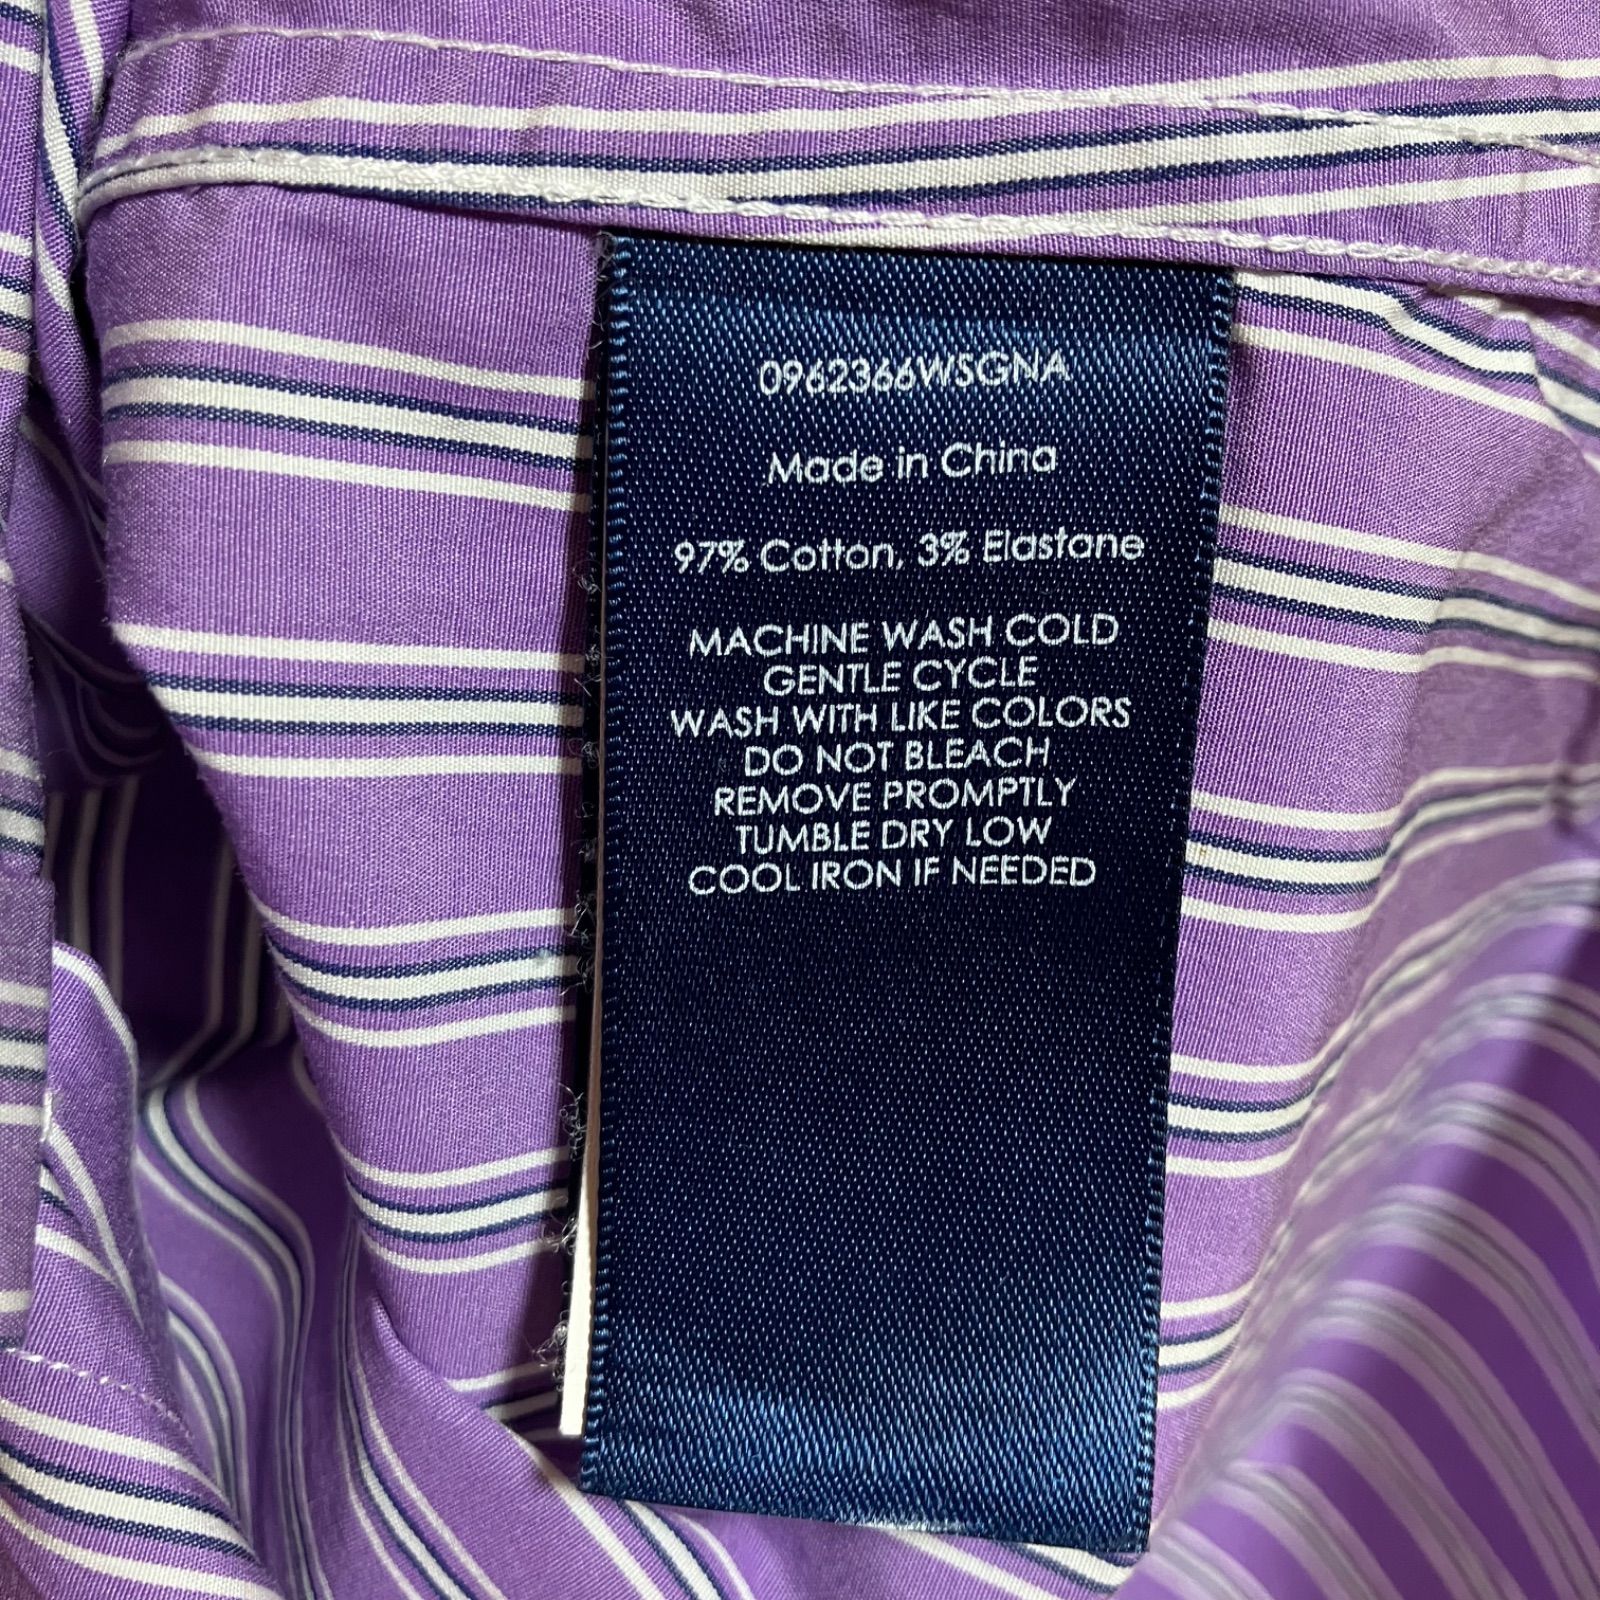 0962366WSGNA
Made in China
97% Cotton, 3% Elastane
MACHINE WASH COLD
GENTLE CYCLE
WASH WITH LIKE COLORS
DO NOT BLEACH
REMOVE PROMPTLY
TUMBLE DRY LOW
COOL IRON IF NEEDED